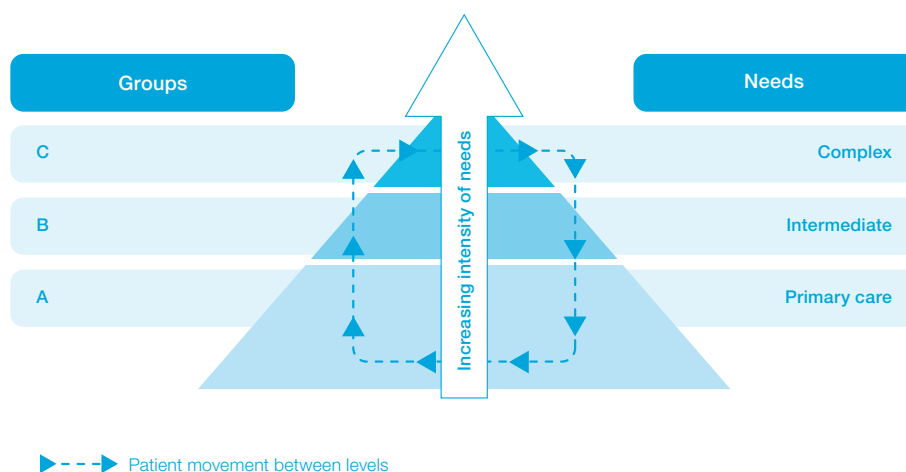 Groups
Needs
C
Complex
B
Intermediate
A
Primary care
Increasing intensity of needs
Patient movement between levels